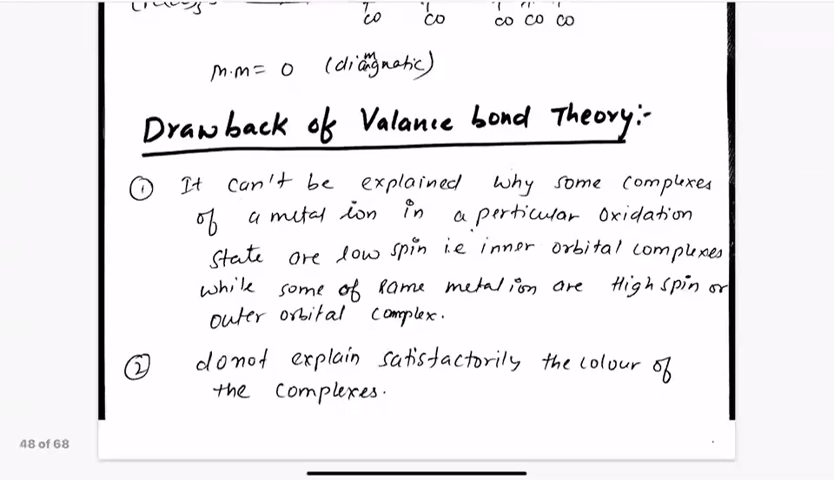 co co co co co
m.m = 0 (diamagnetic)
Drawback of Valance bond Theory:-
① It can't be explained why some complexes
of a metal ion in a perticular oxidation
state are low spin i.e inner orbital complexes
while some of same metal ion are High spin or
outer orbital complex.
② donot explain satisfactorily the colour of
the complexes.
48 of 68